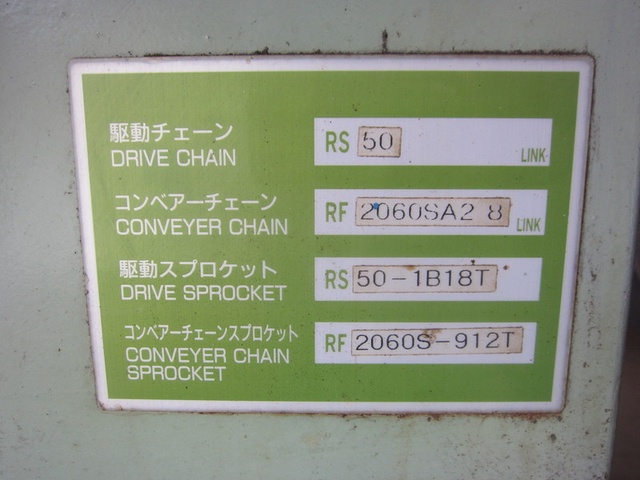 駆動チェーン
DRIVE CHAIN
RS 50 LINK
コンベアーチェーン
CONVEYER CHAIN
RF 2060SA2 8 LINK
駆動スプロケット
DRIVE SPROCKET
RS 50-1B18T
コンベアーチェーンスプロケット
CONVEYER CHAIN
SPROCKET
RF 2060S-912T